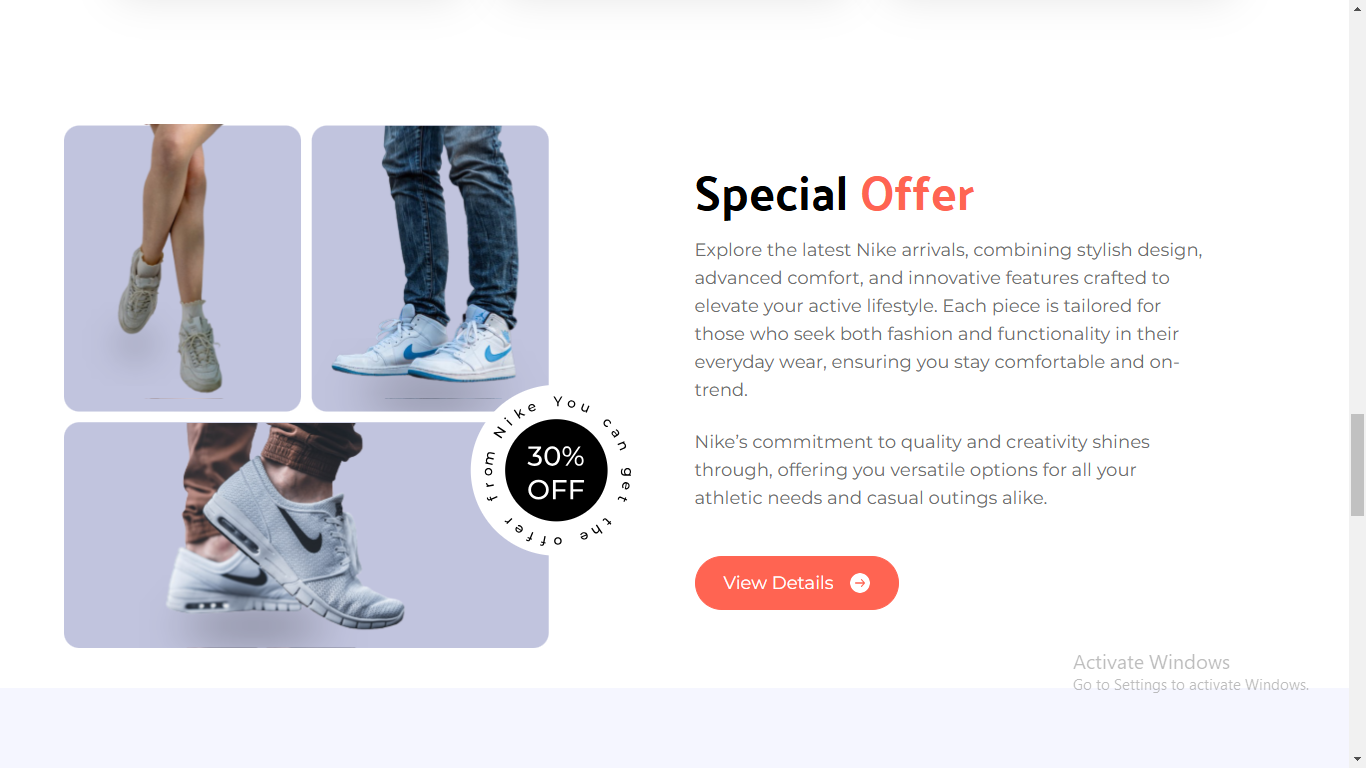 Special Offer
Explore the latest Nike arrivals, combining stylish design,
advanced comfort, and innovative features crafted to
elevate your active lifestyle. Each piece is tailored for
those who seek both fashion and functionality in their
everyday wear, ensuring you stay comfortable and on-
trend.
Nike’s commitment to quality and creativity shines
through, offering you versatile options for all your
athletic needs and casual outings alike.
View Details
You can get the offer from Nike
30%
OFF
Activate Windows
Go to Settings to activate Windows.